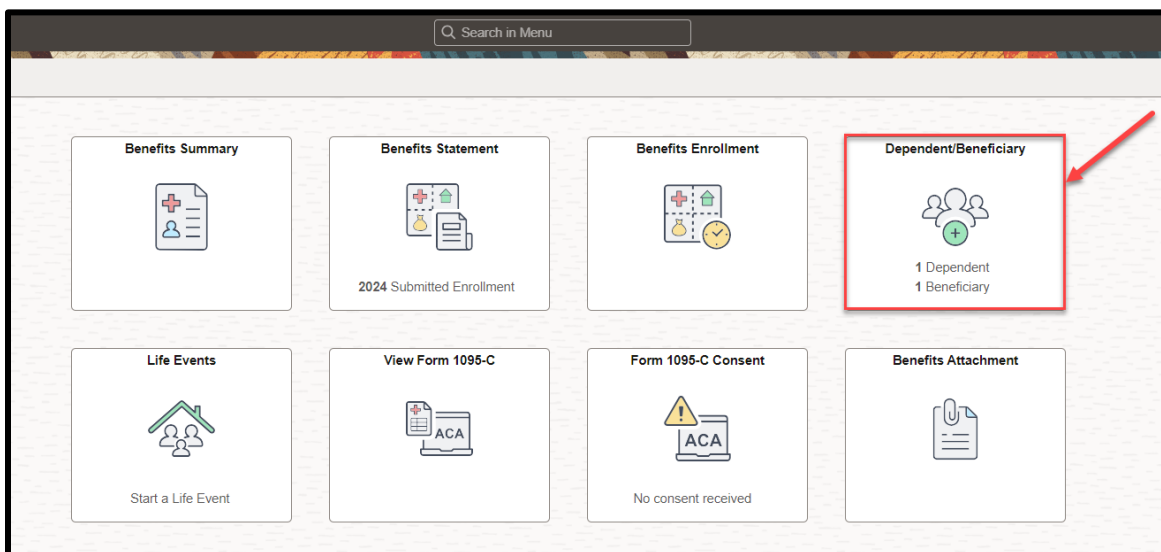 Search in Menu
Benefits Summary
Benefits Statement
2024 Submitted Enrollment
Benefits Enrollment
Dependent/Beneficiary
1 Dependent
1 Beneficiary
Life Events
Start a Life Event
View Form 1095-C
ACA
Form 1095-C Consent
ACA
No consent received
Benefits Attachment